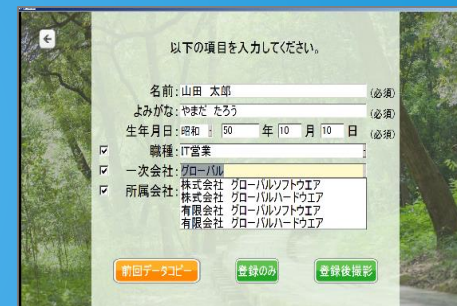 以下の項目を入力してください。
名前:山田 太郎 (必須)
よみがな:やまだ たろう (必須)
生年月日:昭和 50 年 10 月 10 日 (必須)
職種:IT営業
一次会社:グローバル
所属会社:株式会社 グローバルソフトウエア
株式会社 グローバルハードウエア
有限会社 グローバルソフトウエア
有限会社 グローバルハードウエア
前回データコピー 登録のみ 登録後撮影